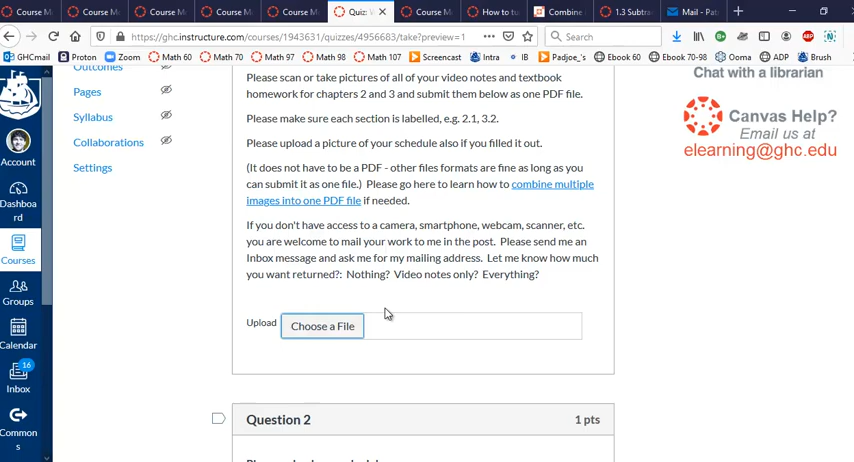 Course M
Course M
Course M
Course M
Course M
Quiz:
Course M
How to tu
Combine
1.3 Subtra
Mail - Pat
https://ghc.instructure.com/courses/1943631/quizzes/4956683/take?preview=1
Search
GHCmail
Proton
Zoom
Math 60
Math 70
Math 97
Math 98
Math 107
Screencast
Intra
IB
Padjoe_'s
Ebook 60
Ebook 70-98
Ooma
ADP
Brush
Account
Dashboa
rd
Courses
Groups
Calendar
16
Inbox
Common
s
Outcomes
Pages
Syllabus
Collaborations
Settings
Please scan or take pictures of all of your video notes and textbook
homework for chapters 2 and 3 and submit them below as one PDF file.
Please make sure each section is labelled, e.g. 2.1, 3.2.
Please upload a picture of your schedule also if you filled it out.
(It does not have to be a PDF - other files formats are fine as long as you
can submit it as one file.) Please go here to learn how to combine multiple
images into one PDF file if needed.
If you don't have access to a camera, smartphone, webcam, scanner, etc.
you are welcome to mail your work to me in the post. Please send me an
Inbox message and ask me for my mailing address. Let me know how much
you want returned?: Nothing? Video notes only? Everything?
Upload
Choose a File
Question 2
1 pts
Chat with a librarian
Canvas Help?
Email us at
elearning@ghc.edu